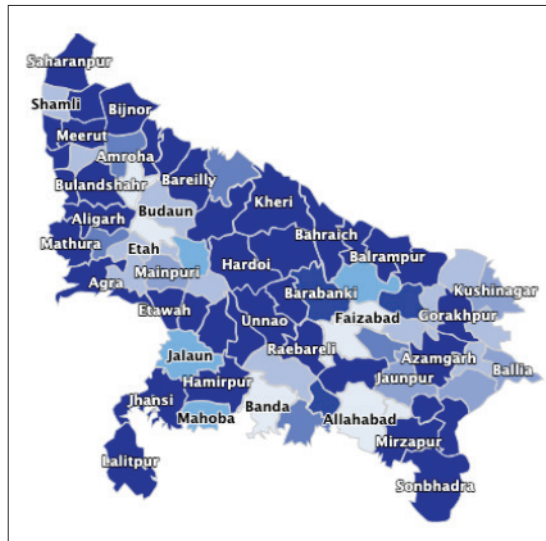 Saharanpur
Shamli
Bijnor
Meerut
Amroha
Bulandshahr
Bareilly
Kheri
Budaun
Aligarh
Bahraich
Mathura
Etah
Balrampur
Mainpuri
Hardoi
Agra
Barabanki
Kushinagar
Etawah
Faizabad
Gorakhpur
Unnao
Raebareli
Jalaun
Azamgarh
Ballia
Hamirpur
Jaunpur
Jhansi
Banda
Mahoba
Allahabad
Mirzapur
Lalitpur
Sonbhadra